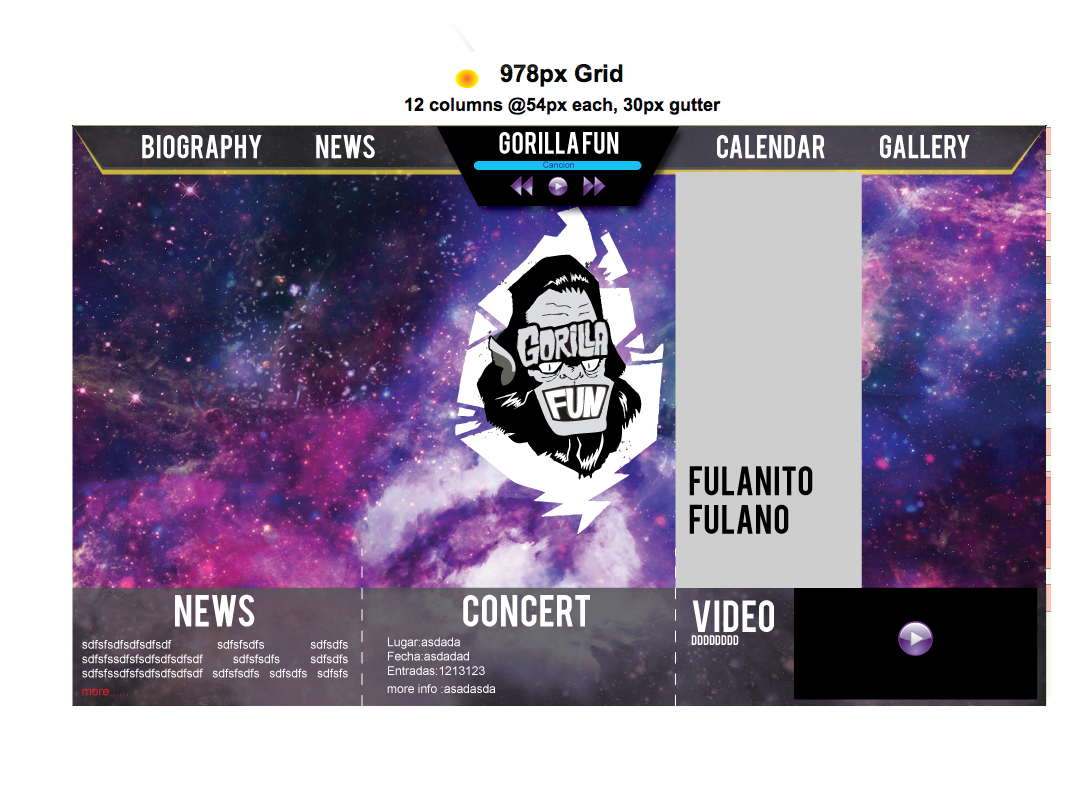 978px Grid
12 columns @54px each, 30px gutter
BIOGRAPHY
NEWS
GORILLA FUN
Cancion
CALENDAR
GALLERY
GORILLA
FUN
FULANITO
FULANO
NEWS
sdfsfsdfsdfsdfsdf sdfsfsdfs sdfsdfs
sdfsfssdfsfsdfsdfsdfsdf sdfsfsdfs sdfsdfs
sdfsfssdfsfsdfsdfsdfsdf sdfsfsdfs sdfsdfs sdfsfs
more......
CONCERT
Lugar:asdada
Fecha:asdadad
Entradas:1213123
more info :asadasda
VIDEO
DDDDDDDD